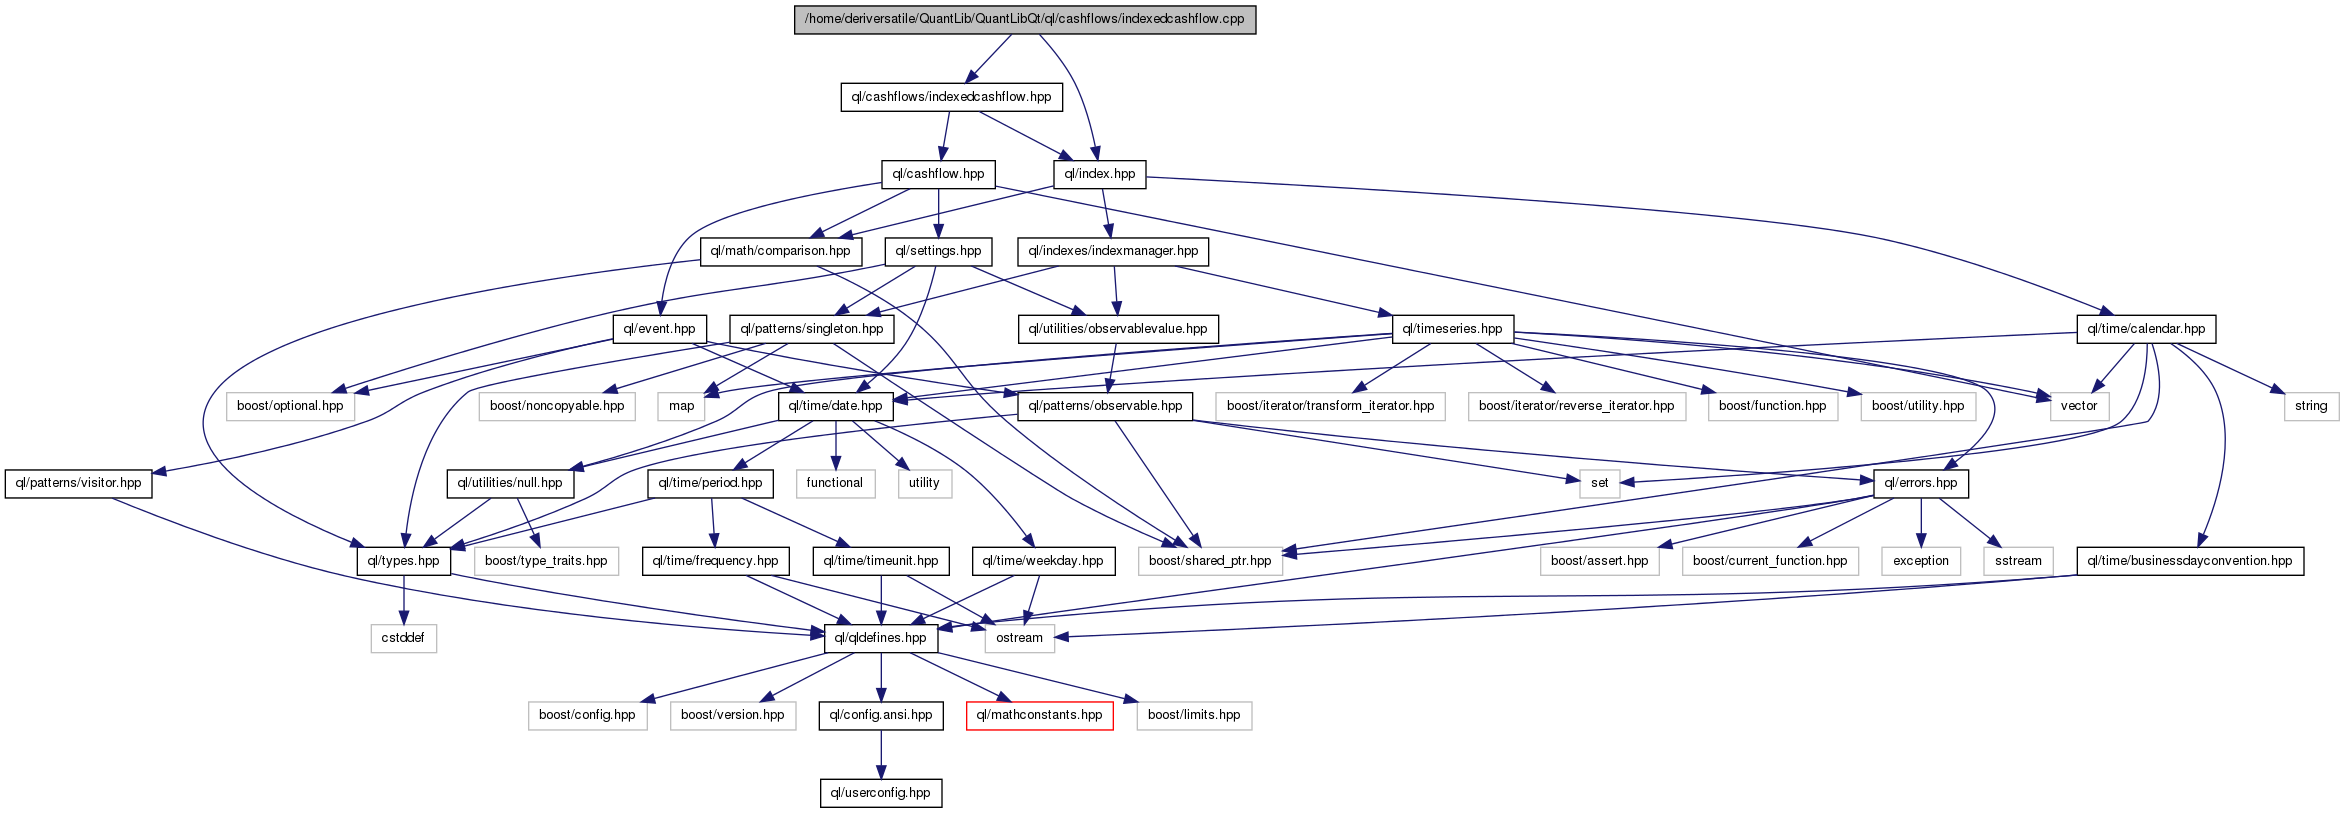 /home/deriversatile/QuantLib/QuantLibQt/ql/cashflows/indexedcashflow.cpp
ql/cashflows/indexedcashflow.hpp
ql/cashflow.hpp
ql/index.hpp
ql/math/comparison.hpp
ql/settings.hpp
ql/indexes/indexmanager.hpp
ql/event.hpp
ql/patterns/singleton.hpp
ql/utilities/observablevalue.hpp
ql/timeseries.hpp
ql/time/calendar.hpp
boost/optional.hpp
boost/noncopyable.hpp
map
ql/time/date.hpp
ql/patterns/observable.hpp
boost/iterator/transform_iterator.hpp
boost/iterator/reverse_iterator.hpp
boost/function.hpp
boost/utility.hpp
vector
string
ql/patterns/visitor.hpp
ql/utilities/null.hpp
ql/time/period.hpp
functional
utility
set
ql/errors.hpp
ql/types.hpp
boost/type_traits.hpp
ql/time/frequency.hpp
ql/time/timeunit.hpp
ql/time/weekday.hpp
boost/shared_ptr.hpp
boost/assert.hpp
boost/current_function.hpp
exception
sstream
ql/time/businessdayconvention.hpp
cstddef
ql/qldefines.hpp
ostream
boost/config.hpp
boost/version.hpp
ql/config.ansi.hpp
ql/mathconstants.hpp
boost/limits.hpp
ql/userconfig.hpp